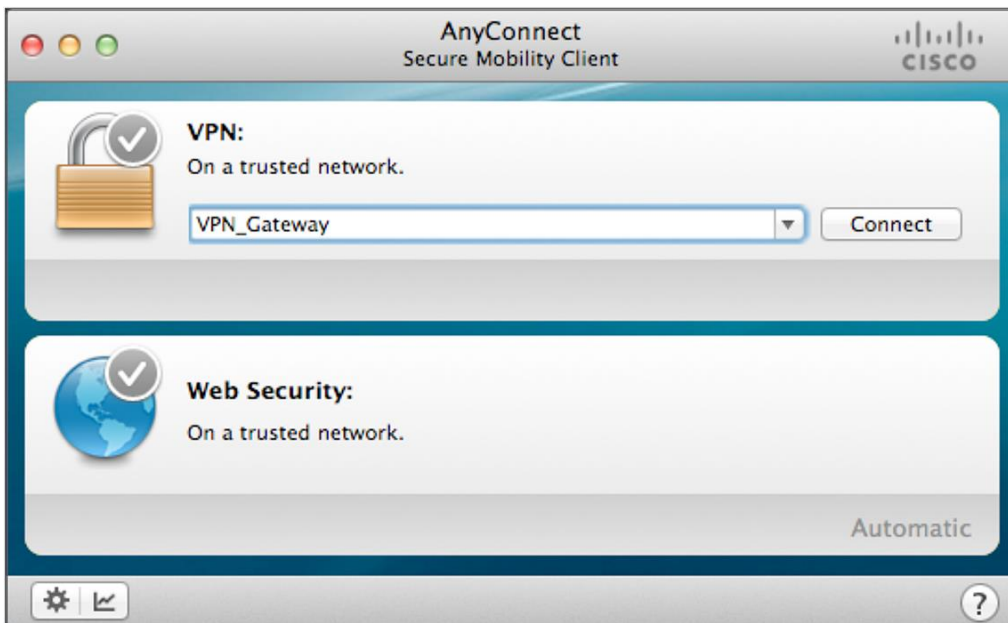 AnyConnect
Secure Mobility Client
CISCO
VPN:
On a trusted network.
VPN_Gateway
Connect
Web Security:
On a trusted network.
Automatic
?